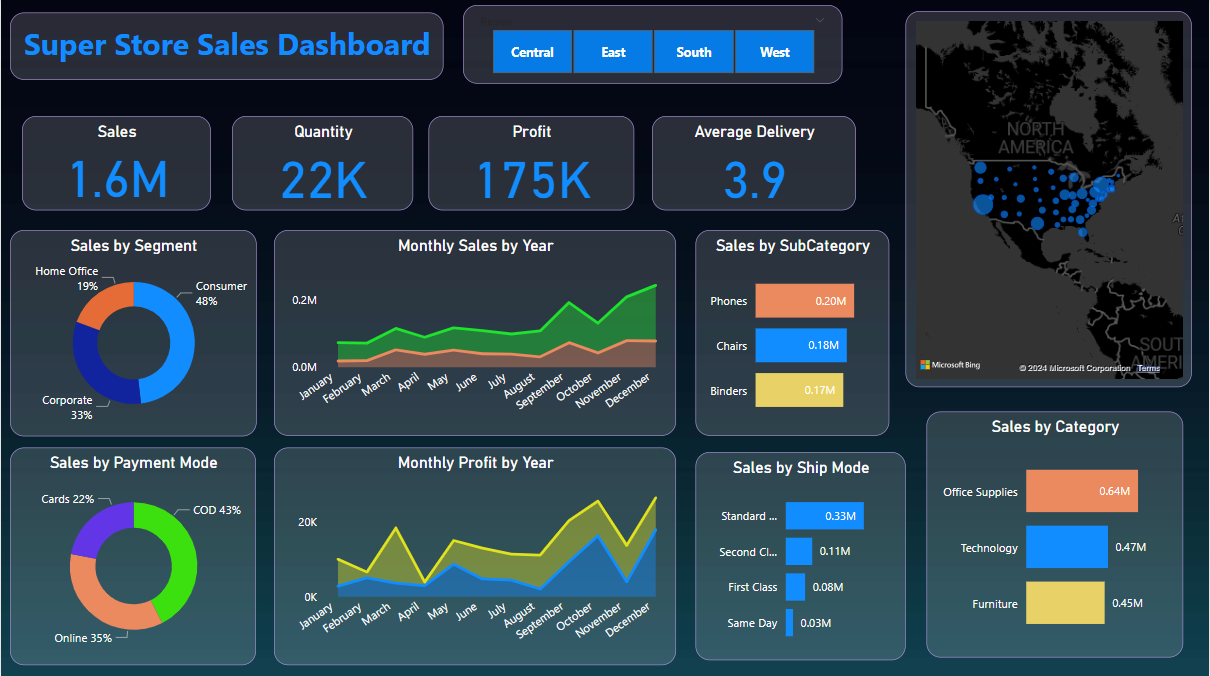 Super Store Sales Dashboard
Central
East
South
West
Sales
1.6M
Quantity
22K
Profit
175K
Average Delivery
3.9
NORTH
AMERICA
SOUTH
Microsoft Bing
© 2024 Microsoft Corporation Terms
Sales by Segment
Home Office
19%
Consumer
48%
Corporate
33%
Monthly Sales by Year
0.2M
0.0M
January
February
March
April
May
June
July
August
September
October
November
December
Sales by SubCategory
Phones 0.20M
Chairs 0.18M
Binders 0.17M
Sales by Payment Mode
Cards 22%
COD 43%
Online 35%
Monthly Profit by Year
20K
0K
January
February
March
April
May
June
July
August
September
October
November
December
Sales by Ship Mode
Standard ... 0.33M
Second Cl... 0.11M
First Class 0.08M
Same Day 0.03M
Sales by Category
Office Supplies 0.64M
Technology 0.47M
Furniture 0.45M